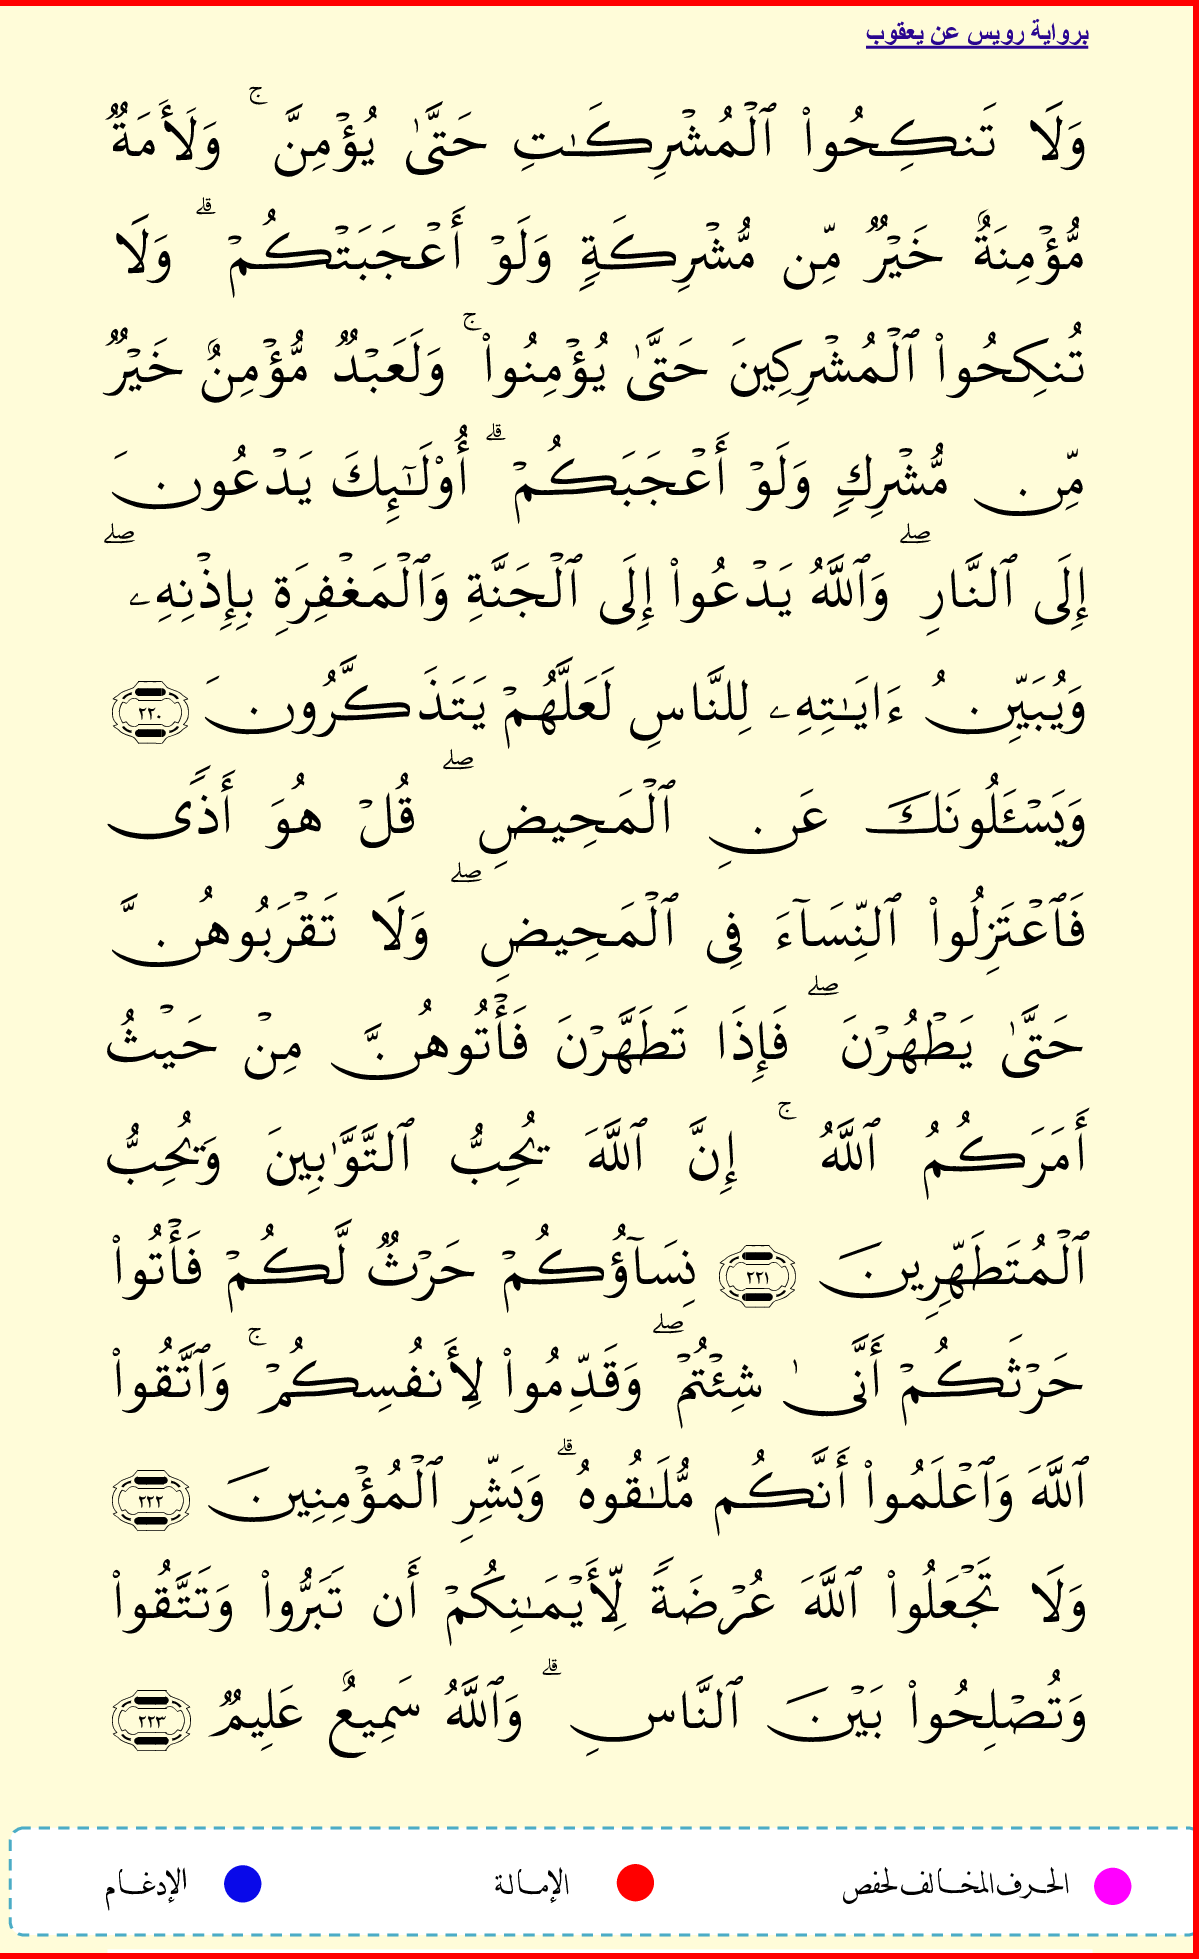 برواية رويس عن يعقوب
وَلَا تَنكِحُوا۟ ٱلْمُشْرِكَـٰتِ حَتَّىٰ يُؤْمِنَّ ۚ وَلَأَمَةٌ
مُّؤْمِنَةٌ خَيْرٌ مِّن مُّشْرِكَةٍ وَلَوْ أَعْجَبَتْكُمْ ۗ وَلَا
تُنكِحُوا۟ ٱلْمُشْرِكِينَ حَتَّىٰ يُؤْمِنُوا۟ ۚ وَلَعَبْدٌ مُّؤْمِنٌ خَيْرٌ
مِّن مُّشْرِكٍ وَلَوْ أَعْجَبَكُمْ ۗ أُو۟لَـٰٓئِكَ يَدْعُونَ
إِلَى ٱلنَّارِ ۖ وَٱللَّهُ يَدْعُوا۟ إِلَى ٱلْجَنَّةِ وَٱلْمَغْفِرَةِ بِإِذْنِهِۦ ۖ
وَيُبَيِّنُ ءَايَـٰتِهِۦ لِلنَّاسِ لَعَلَّهُمْ يَتَذَكَّرُونَ ٢٢٠
وَيَسْـَٔلُونَكَ عَنِ ٱلْمَحِيضِ ۖ قُلْ هُوَ أَذًى
فَٱعْتَزِلُوا۟ ٱلنِّسَآءَ فِى ٱلْمَحِيضِ ۖ وَلَا تَقْرَبُوهُنَّ
حَتَّىٰ يَطْهُرْنَ ۖ فَإِذَا تَطَهَّرْنَ فَأْتُوهُنَّ مِنْ حَيْثُ
أَمَرَكُمُ ٱللَّهُ ۚ إِنَّ ٱللَّهَ يُحِبُّ ٱلتَّوَّٰبِينَ وَيُحِبُّ
ٱلْمُتَطَهِّرِينَ ٢٢١ نِسَآؤُكُمْ حَرْثٌ لَّكُمْ فَأْتُوا۟
حَرْثَكُمْ أَنَّىٰ شِئْتُمْ ۖ وَقَدِّمُوا۟ لِأَنفُسِكُمْ ۚ وَٱتَّقُوا۟
ٱللَّهَ وَٱعْلَمُوا۟ أَنَّكُم مُّلَـٰقُوهُ ۗ وَبَشِّرِ ٱلْمُؤْمِنِينَ ٢٢٢
وَلَا تَجْعَلُوا۟ ٱللَّهَ عُرْضَةً لِّأَيْمَـٰنِكُمْ أَن تَبَرُّوا۟ وَتَتَّقُوا۟
وَتُصْلِحُوا۟ بَيْنَ ٱلنَّاسِ ۗ وَٱللَّهُ سَمِيعٌ عَلِيمٌ ٢٢٣
الحرف المخالف لحفص الإمالة الإدغام